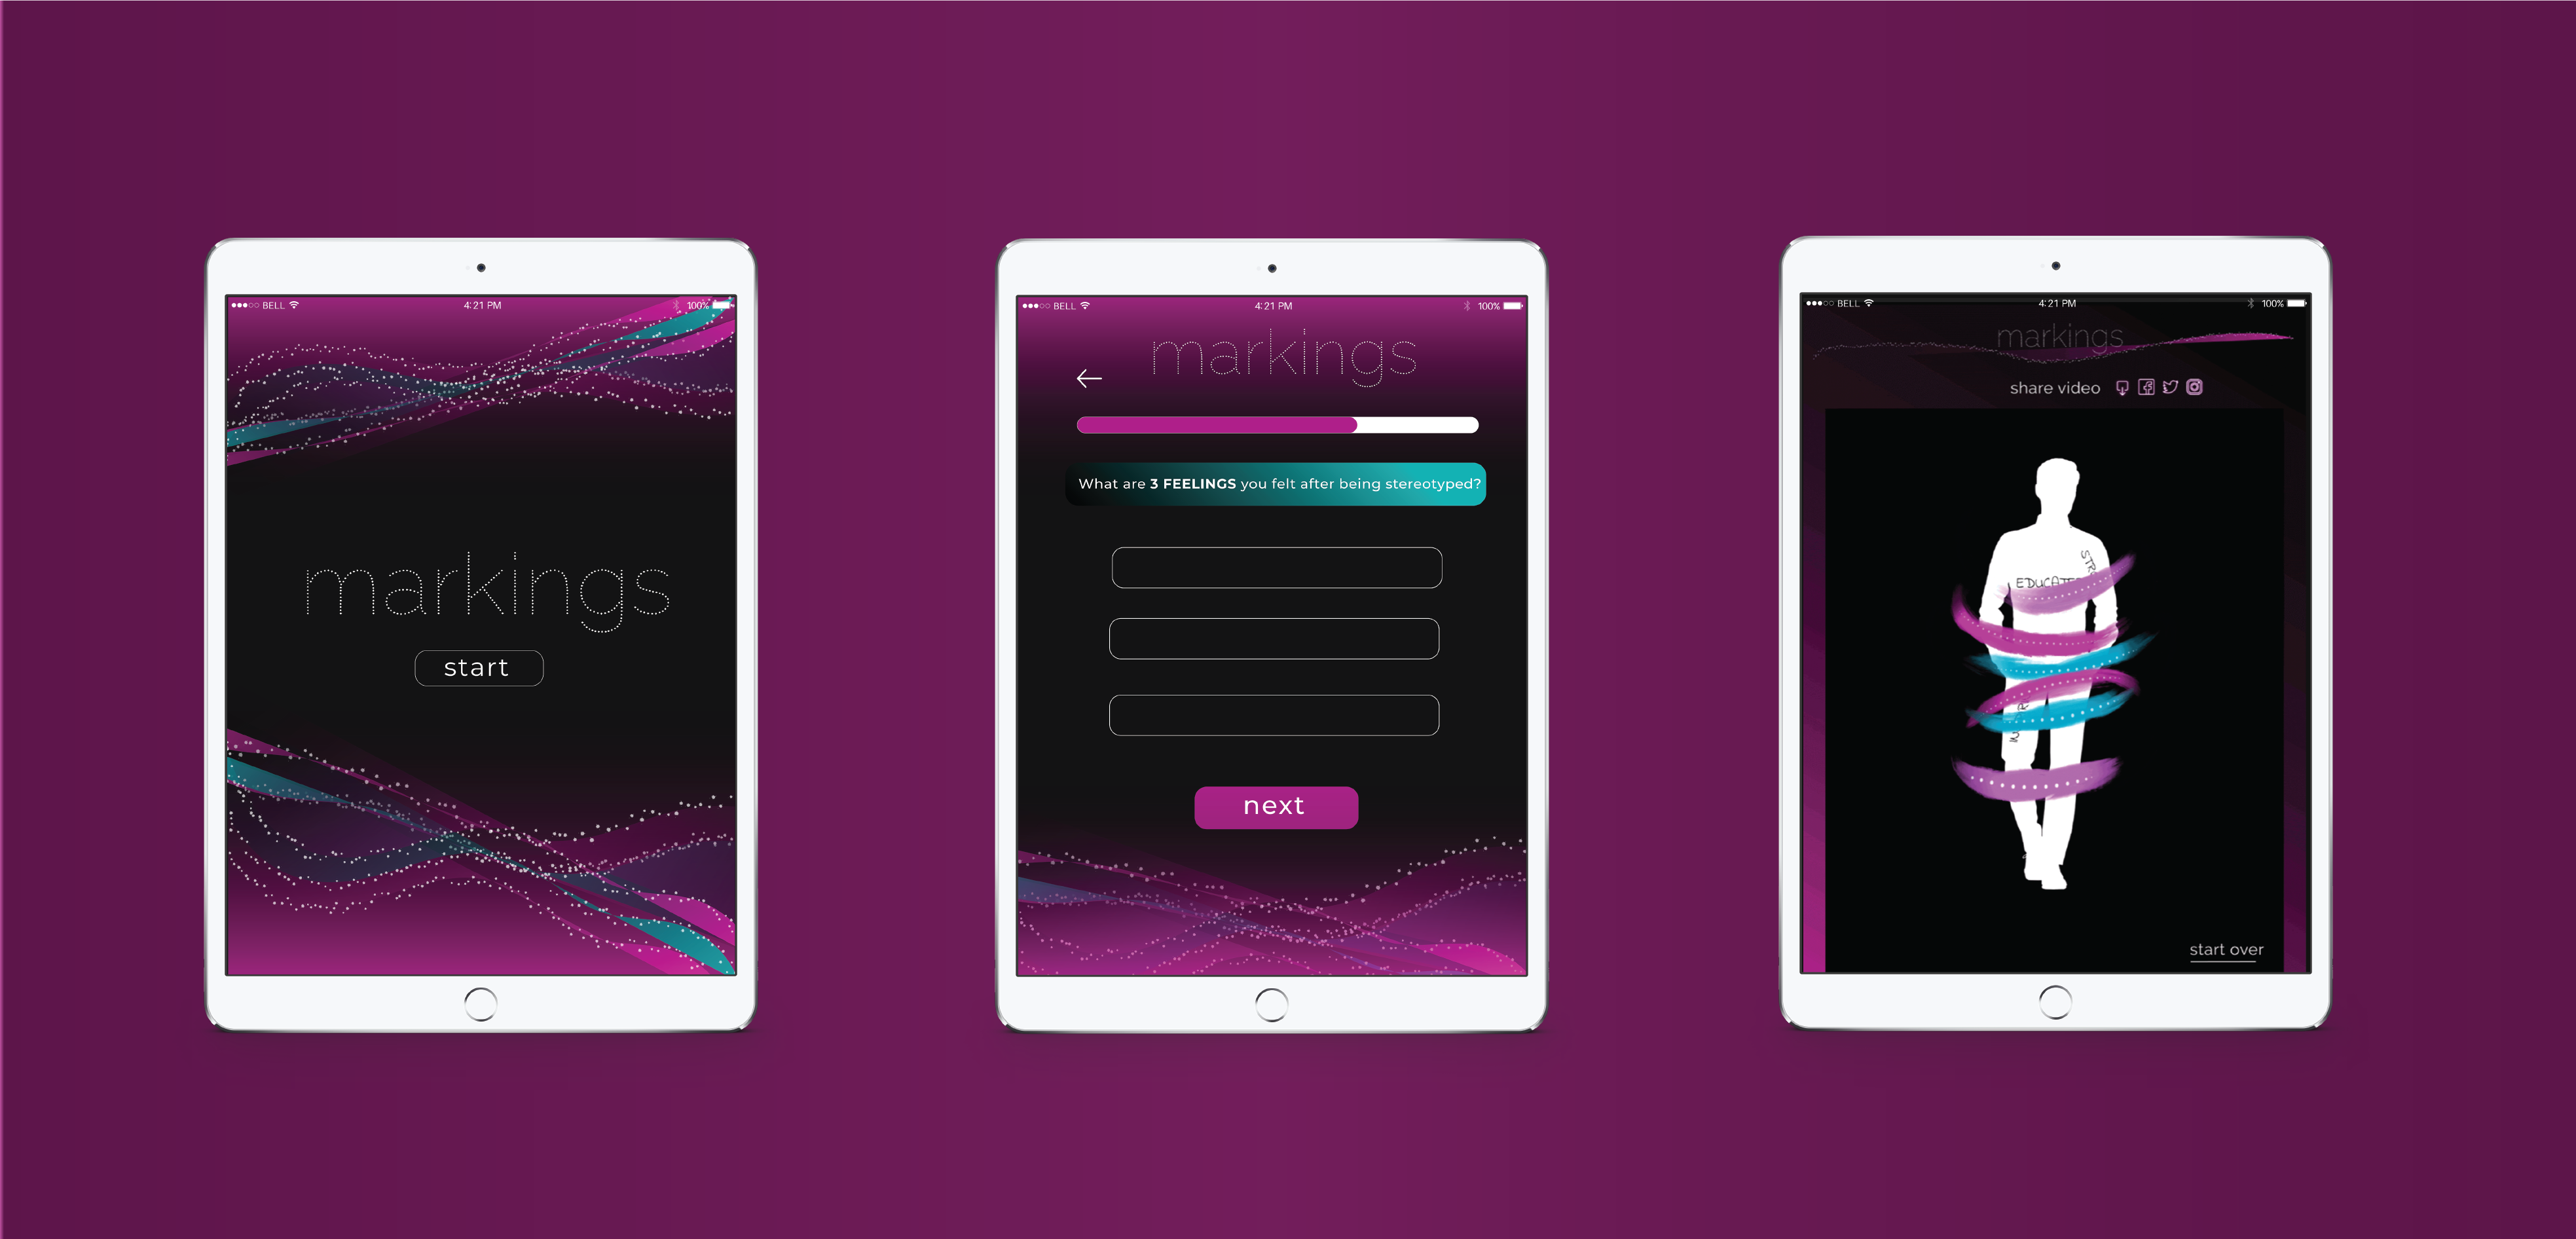 BELL 4:21 PM 100%
markings
start
BELL 4:21 PM 100%
markings
What are 3 FEELINGS you felt after being stereotyped?
next
BELL 4:21 PM 100%
markings
share video
EDUCATE
start over